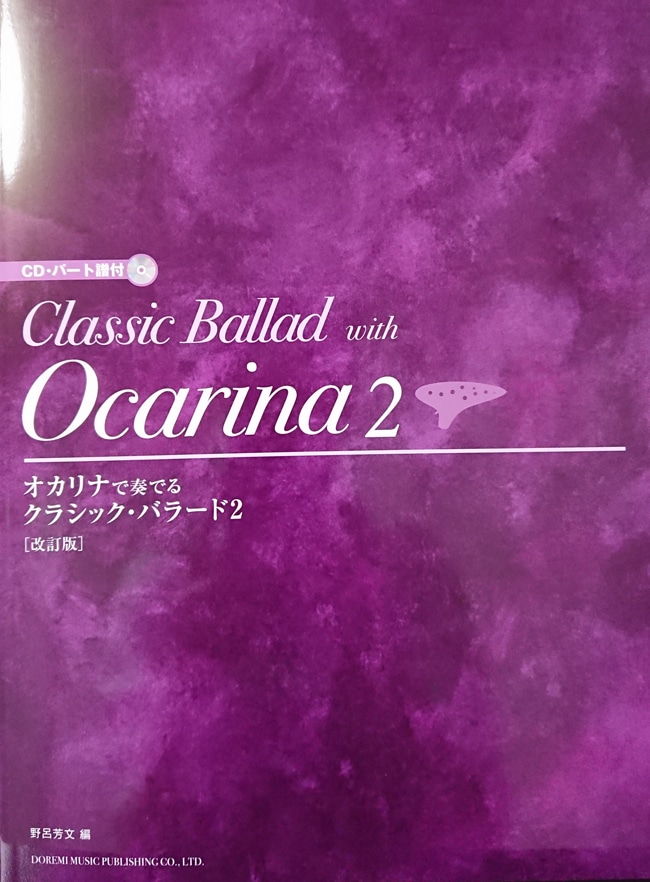 CD・パート譜付
Classic Ballad with
Ocarina 2
オカリナで奏でる
クラシック・バラード2
［改訂版］
野呂芳文 編
DOREMI MUSIC PUBLISHING CO., LTD.